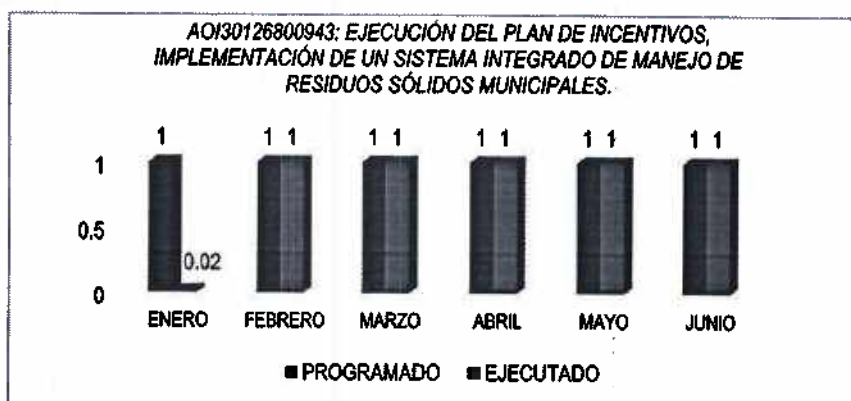 AOI30126800943: EJECUCIÓN DEL PLAN DE INCENTIVOS,
IMPLEMENTACIÓN DE UN SISTEMA INTEGRADO DE MANEJO DE
RESIDUOS SÓLIDOS MUNICIPALES.
1 1 1 1 1 1 1 1 1 1 1
1
0.5
0.02
0
ENERO FEBRERO MARZO ABRIL MAYO JUNIO
PROGRAMADO EJECUTADO